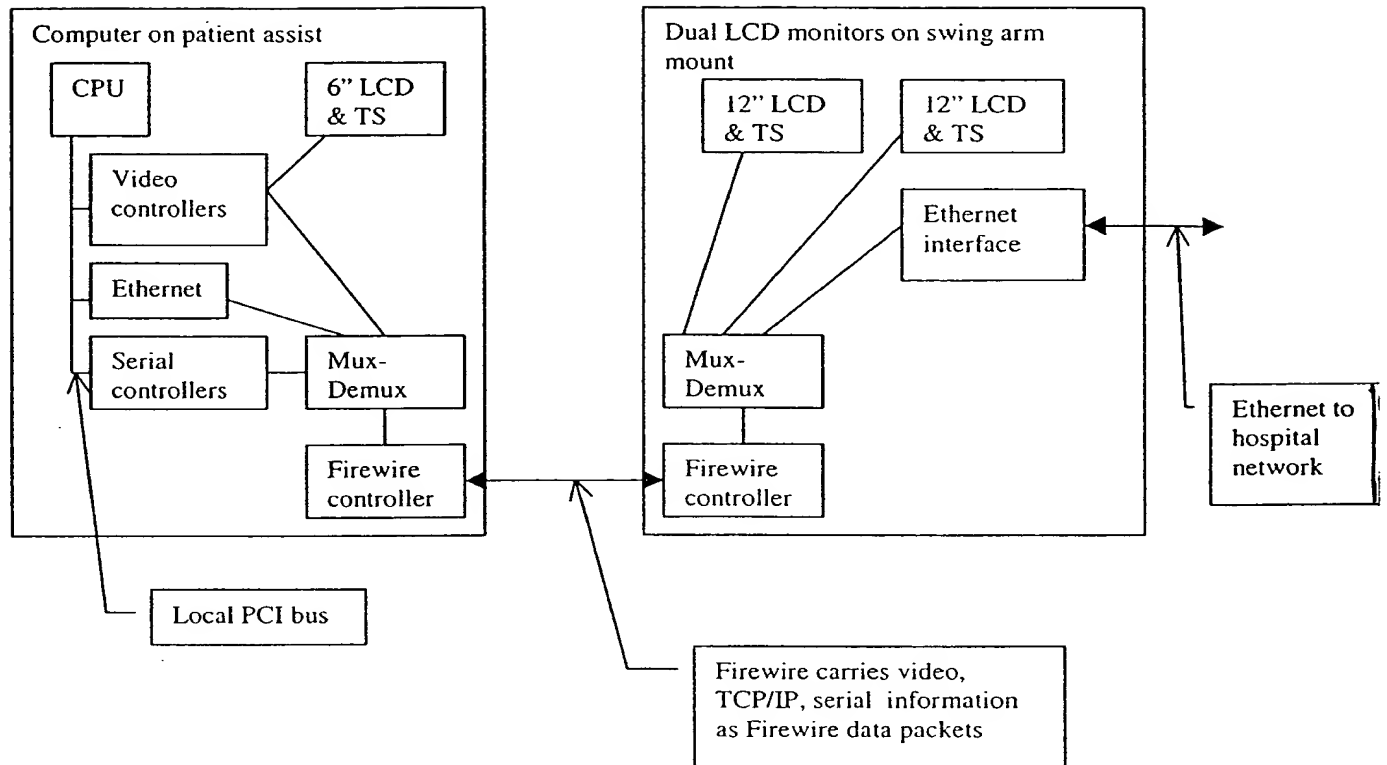 Computer on patient assist
CPU
6” LCD
& TS
Video
controllers
Ethernet
Serial
controllers
Mux-
Demux
Firewire
controller
Local PCI bus
Dual LCD monitors on swing arm
mount
12” LCD
& TS
12” LCD
& TS
Ethernet
interface
Mux-
Demux
Firewire
controller
Ethernet to
hospital
network
Firewire carries video,
TCP/IP, serial information
as Firewire data packets